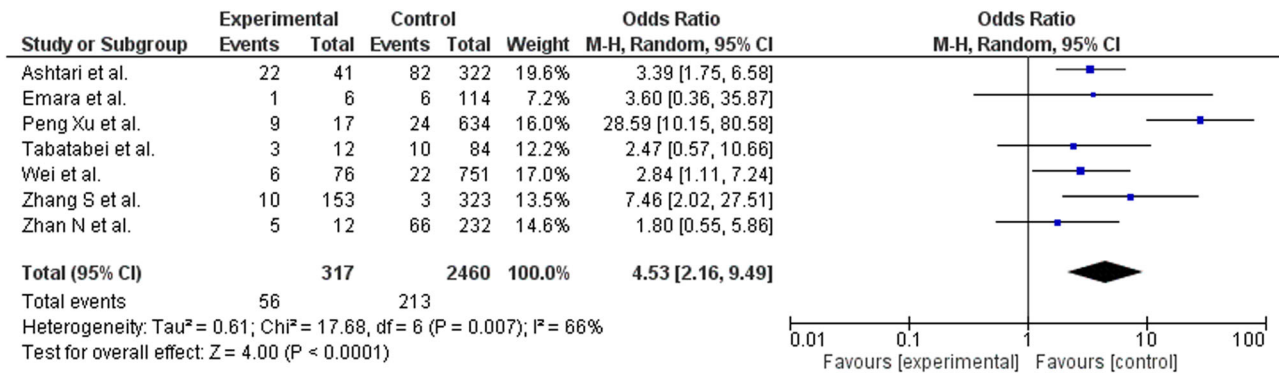 Experimental Control Odds Ratio Odds Ratio
Study or Subgroup Events Total Events Total Weight M-H, Random, 95% CI M-H, Random, 95% CI
Ashtari et al. 22 41 82 322 19.6% 3.39 [1.75, 6.58]
Emara et al. 1 6 6 114 7.2% 3.60 [0.36, 35.87]
Peng Xu et al. 9 17 24 634 16.0% 28.59 [10.15, 80.58]
Tabatabei et al. 3 12 10 84 12.2% 2.47 [0.57, 10.66]
Wei et al. 6 76 22 751 17.0% 2.84 [1.11, 7.24]
Zhang S et al. 10 153 3 323 13.5% 7.46 [2.02, 27.51]
Zhan N et al. 5 12 66 232 14.6% 1.80 [0.55, 5.86]
Total (95% CI) 317 2460 100.0% 4.53 [2.16, 9.49]
Total events 56 213
Heterogeneity: Tau² = 0.61; Chi² = 17.68, df = 6 (P = 0.007); I² = 66%
Test for overall effect: Z = 4.00 (P < 0.0001)
0.01 0.1 1 10 100
Favours [experimental] Favours [control]